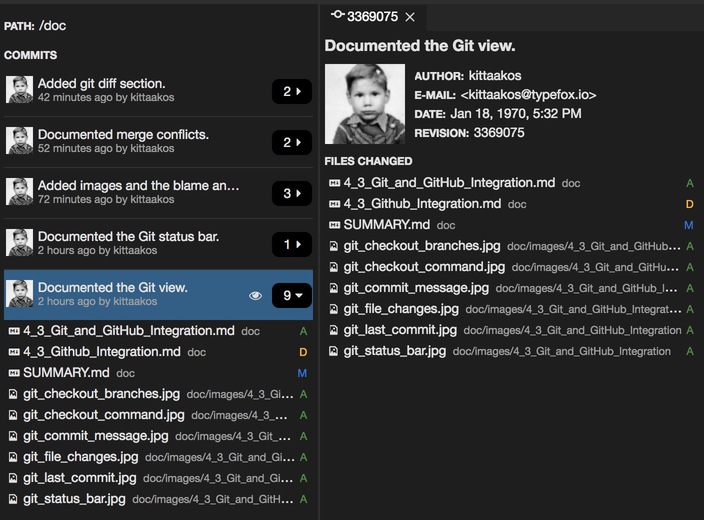 PATH: /doc
COMMITS
Added git diff section.
42 minutes ago by kittaakos
2
Documented merge conflicts.
52 minutes ago by kittaakos
2
Added images and the blame an…
72 minutes ago by kittaakos
3
Documented the Git status bar.
2 hours ago by kittaakos
1
Documented the Git view.
2 hours ago by kittaakos
9
4_3_Git_and_GitHub_Integration.md doc A
4_3_Github_Integration.md doc D
SUMMARY.md doc M
git_checkout_branches.jpg doc/images/4_3_Gi… A
git_checkout_command.jpg doc/images/4_3_… A
git_commit_message.jpg doc/images/4_3_Git_… A
git_file_changes.jpg doc/images/4_3_Git_and_Gi… A
git_last_commit.jpg doc/images/4_3_Git_and_Gi… A
git_status_bar.jpg doc/images/4_3_Git_and_GitH… A
3369075
Documented the Git view.
AUTHOR: kittaakos
E-MAIL: <kittaakos@typefox.io>
DATE: Jan 18, 1970, 5:32 PM
REVISION: 3369075
FILES CHANGED
4_3_Git_and_GitHub_Integration.md doc A
4_3_Github_Integration.md doc D
SUMMARY.md doc M
git_checkout_branches.jpg doc/images/4_3_Git_and_GitHub… A
git_checkout_command.jpg doc/images/4_3_Git_and_GitHu… A
git_commit_message.jpg doc/images/4_3_Git_and_GitHub_I… A
git_file_changes.jpg doc/images/4_3_Git_and_GitHub_Integrat… A
git_last_commit.jpg doc/images/4_3_Git_and_GitHub_Integration A
git_status_bar.jpg doc/images/4_3_Git_and_GitHub_Integration A